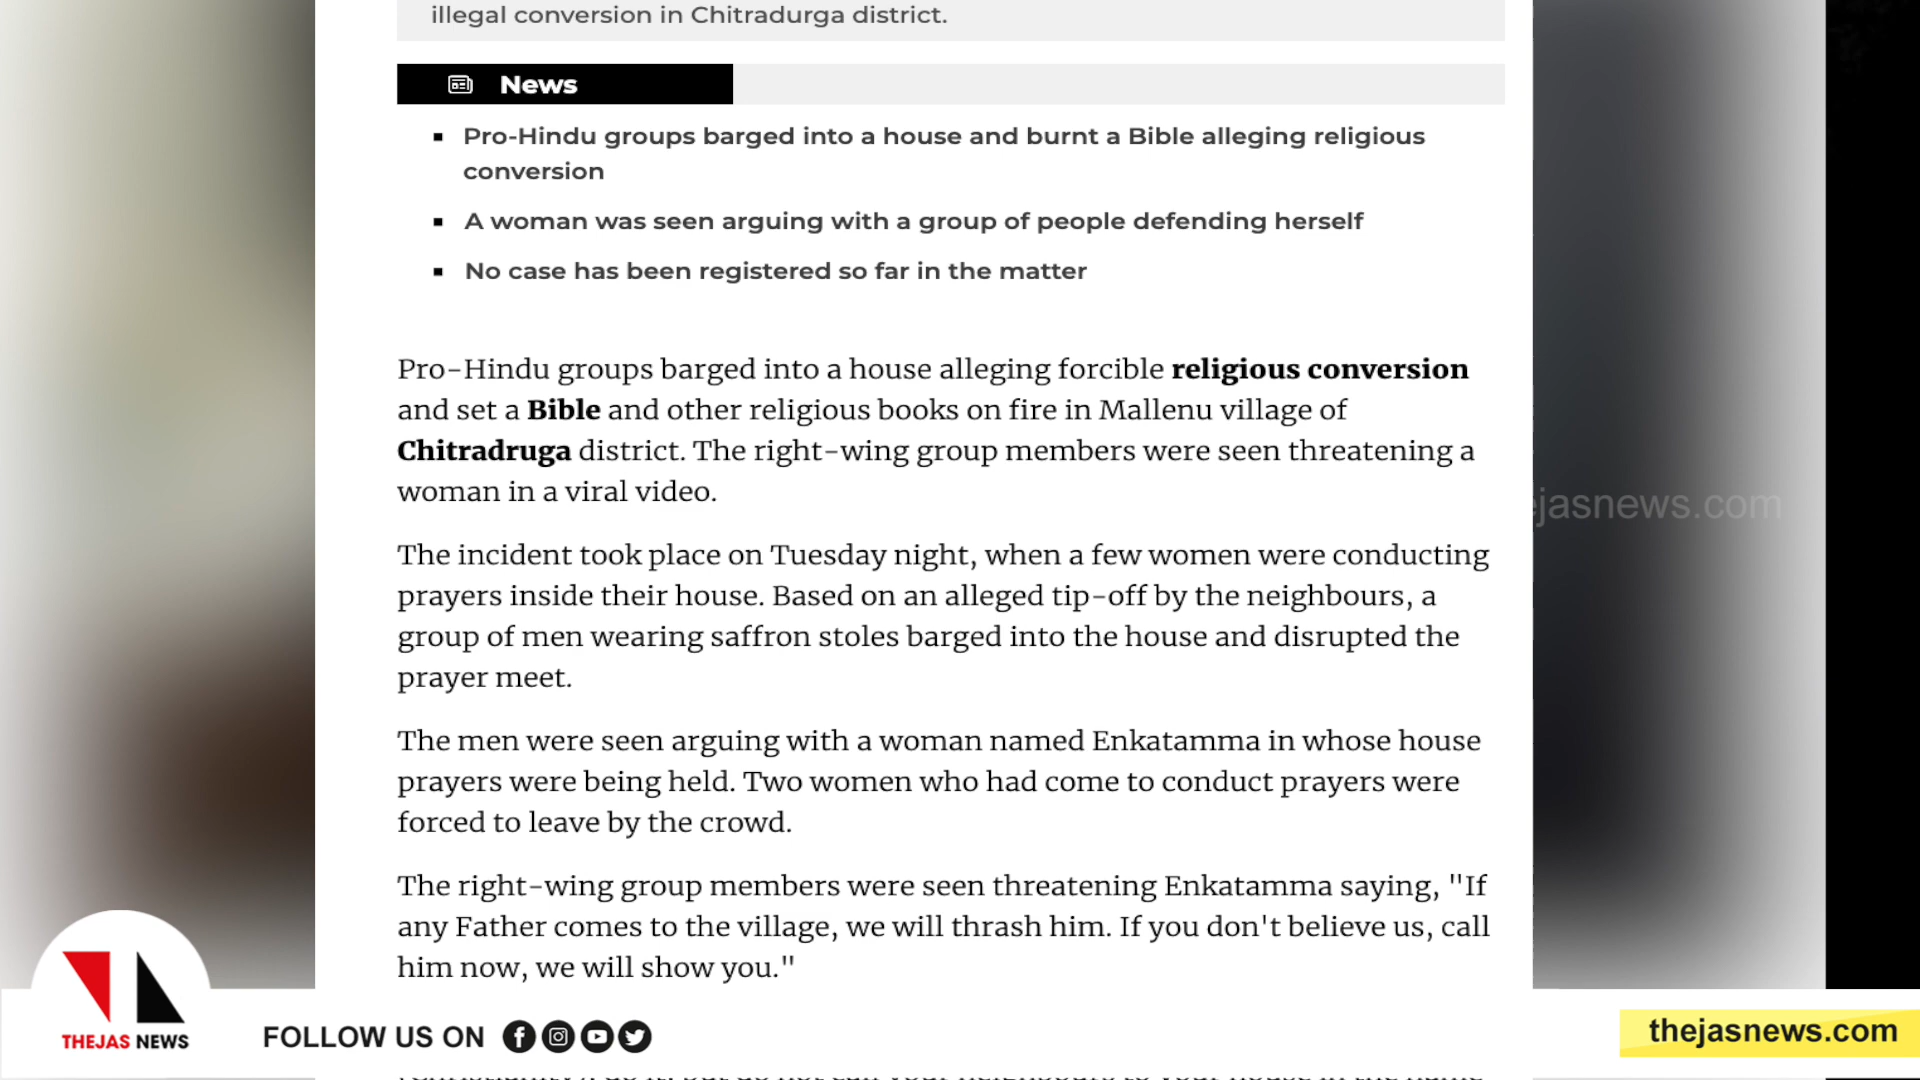 illegal conversion in Chitradurga district.
News
Pro-Hindu groups barged into a house and burnt a Bible alleging religious
conversion
A woman was seen arguing with a group of people defending herself
No case has been registered so far in the matter
Pro-Hindu groups barged into a house alleging forcible religious conversion
and set a Bible and other religious books on fire in Mallenu village of
Chitradruga district. The right-wing group members were seen threatening a
woman in a viral video.
ejasnews.com
The incident took place on Tuesday night, when a few women were conducting
prayers inside their house. Based on an alleged tip-off by the neighbours, a
group of men wearing saffron stoles barged into the house and disrupted the
prayer meet.
The men were seen arguing with a woman named Enkatamma in whose house
prayers were being held. Two women who had come to conduct prayers were
forced to leave by the crowd.
The right-wing group members were seen threatening Enkatamma saying, "If
any Father comes to the village, we will thrash him. If you don't believe us, call
him now, we will show you."
THEJAS NEWS
FOLLOW US ON
thejasnews.com